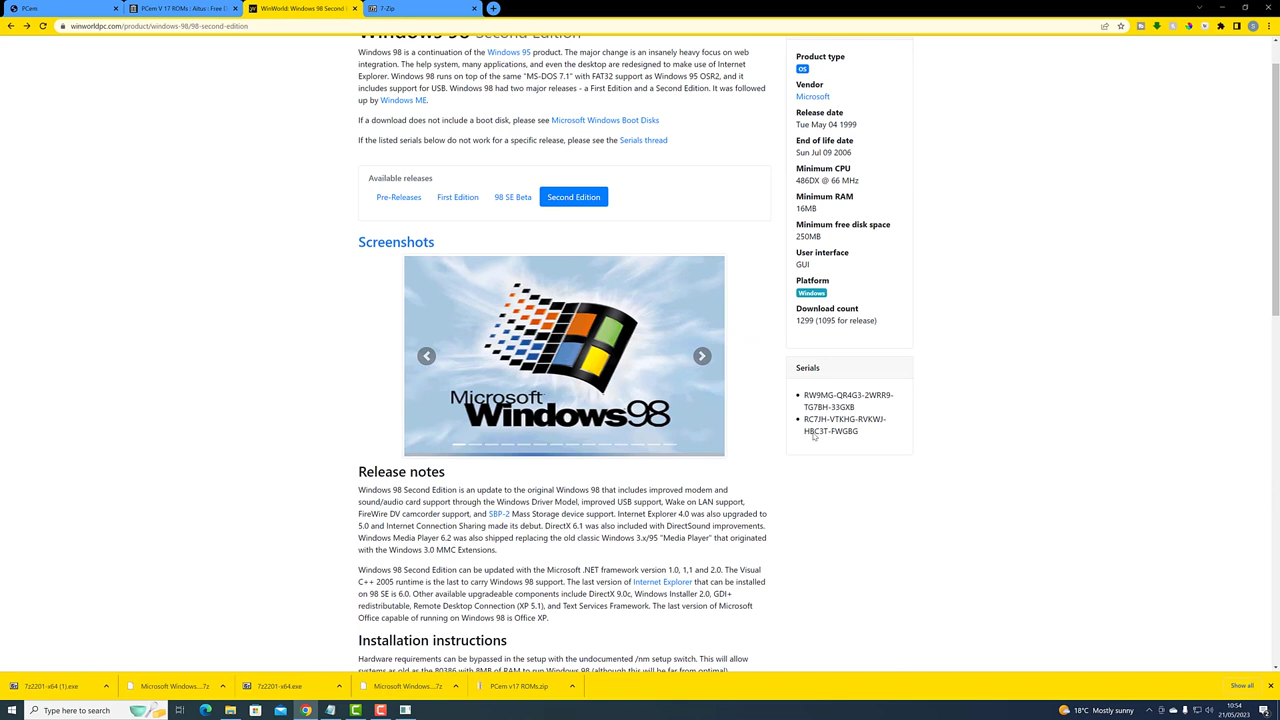 PCem
PCem V 17 ROMs : Aitus : Free D
WinWorld: Windows 98 Second E
7-Zip
winworldpc.com/product/windows-98/98-second-edition
Windows 98 Second Edition
Windows 98 is a continuation of the Windows 95 product. The major change is an insanely heavy focus on web
integration. The help system, many applications, and even the desktop are redesigned to make use of Internet
Explorer. Windows 98 runs on top of the same "MS-DOS 7.1" with FAT32 support as Windows 95 OSR2, and it
includes support for USB. Windows 98 had two major releases - a First Edition and a Second Edition. It was followed
up by Windows ME.
If a download does not include a boot disk, please see Microsoft Windows Boot Disks
If the listed serials below do not work for a specific release, please see the Serials thread
Available releases
Pre-Releases
First Edition
98 SE Beta
Second Edition
Screenshots
Microsoft
Windows98
Release notes
Windows 98 Second Edition is an update to the original Windows 98 that includes improved modem and
sound/audio card support through the Windows Driver Model, improved USB support, Wake on LAN support,
FireWire DV camcorder support, and SBP-2 Mass Storage device support. Internet Explorer 4.0 was also upgraded to
5.0 and Internet Connection Sharing made its debut. DirectX 6.1 was also included with DirectSound improvements.
Windows Media Player 6.2 was also shipped replacing the old classic Windows 3.x/95 "Media Player" that originated
with the Windows 3.0 MMC Extensions.
Windows 98 Second Edition can be updated with the Microsoft .NET framework version 1.0, 1,1 and 2.0. The Visual
C++ 2005 runtime is the last to carry Windows 98 support. The last version of Internet Explorer that can be installed
on 98 SE is 6.0. Other available upgradeable components include DirectX 9.0c, Windows Installer 2.0, GDI+
redistributable, Remote Desktop Connection (XP 5.1), and Text Services Framework. The last version of Microsoft
Office capable of running on Windows 98 is Office XP.
Installation instructions
Hardware requirements can be bypassed in the setup with the undocumented /nm setup switch. This will allow
systems as old as the 80386 with 8MB of RAM to run Windows 98 (although this will be far from optimal)
Product type
OS
Vendor
Microsoft
Release date
Tue May 04 1999
End of life date
Sun Jul 09 2006
Minimum CPU
486DX @ 66 MHz
Minimum RAM
16MB
Minimum free disk space
250MB
User interface
GUI
Platform
Windows
Download count
1299 (1095 for release)
Serials
RW9MG-QR4G3-2WRR9-
TG7BH-33GXB
RC7JH-VTKHG-RVKWJ-
HBC3T-FWGBG
7z2201-x64 (1).exe
Microsoft Windows....7z
7z2201-x64.exe
Microsoft Windows....7z
PCem v17 ROMs.zip
Show all
Type here to search
18°C Mostly sunny
10:54
21/05/2023